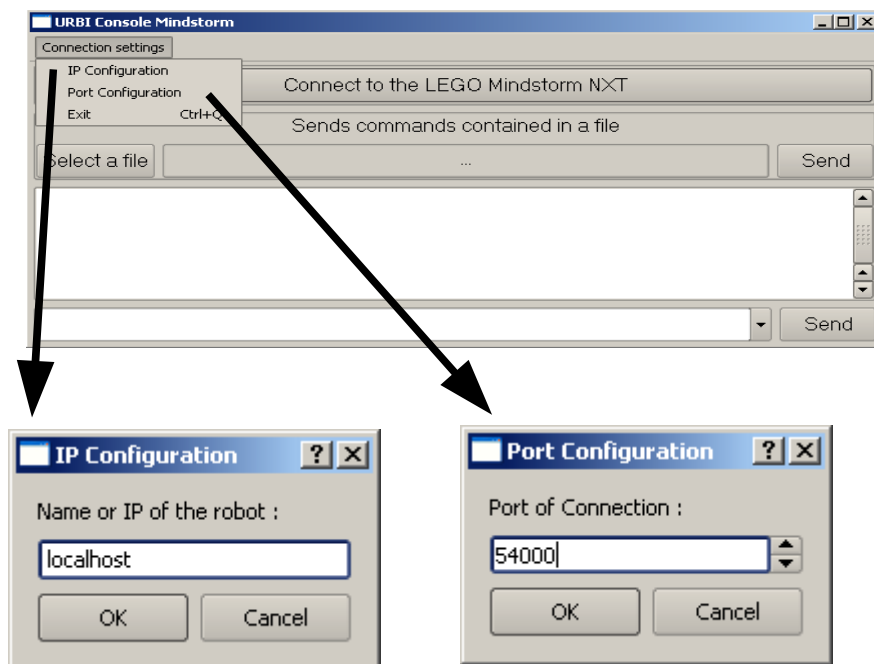 URBI Console Mindstorm
Connection settings
IP Configuration
Port Configuration
Exit Ctrl+Q
Connect to the LEGO Mindstorm NXT
Sends commands contained in a file
Select a file ... Send
Send
IP Configuration
Name or IP of the robot :
localhost
OK Cancel
Port Configuration
Port of Connection :
54000
OK Cancel